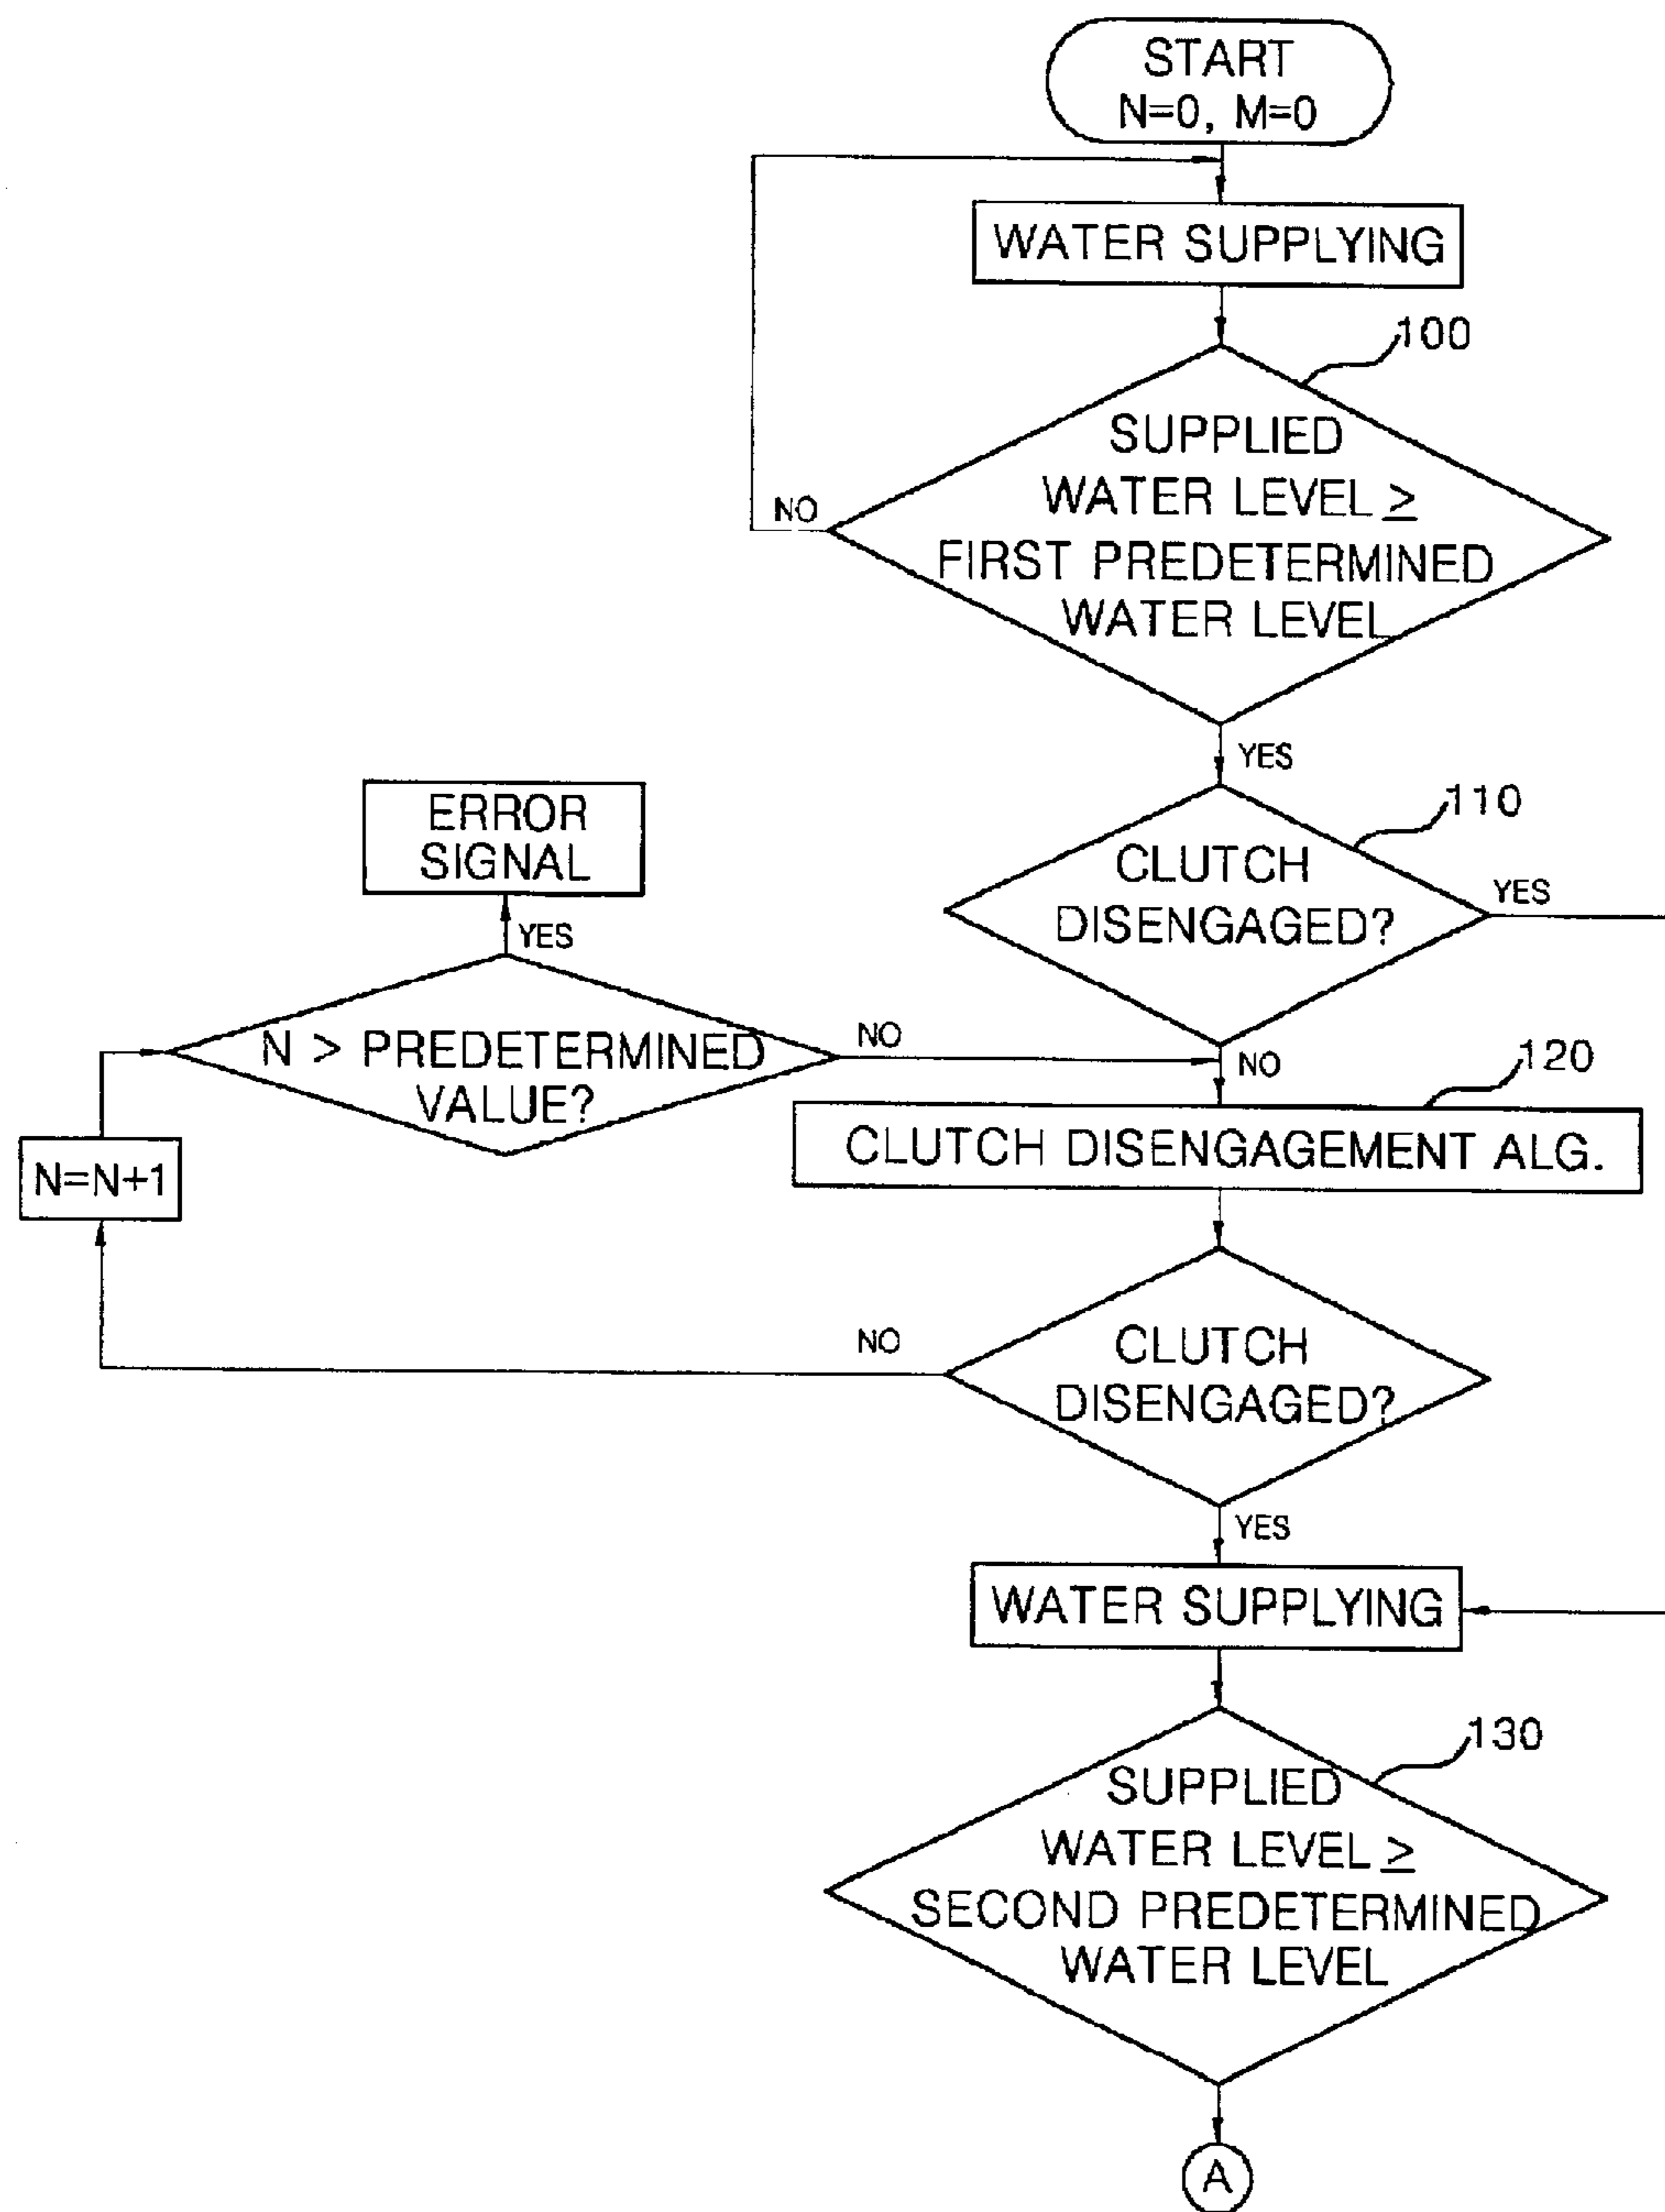 START
N=0, M=0
WATER SUPPLYING
100
SUPPLIED
WATER LEVEL ≥
FIRST PREDETERMINED
WATER LEVEL
NO
YES
110
CLUTCH
DISENGAGED?
YES
NO
ERROR
SIGNAL
YES
N > PREDETERMINED
VALUE?
NO
N=N+1
120
CLUTCH DISENGAGEMENT ALG.
CLUTCH
DISENGAGED?
NO
YES
WATER SUPPLYING
130
SUPPLIED
WATER LEVEL ≥
SECOND PREDETERMINED
WATER LEVEL
A